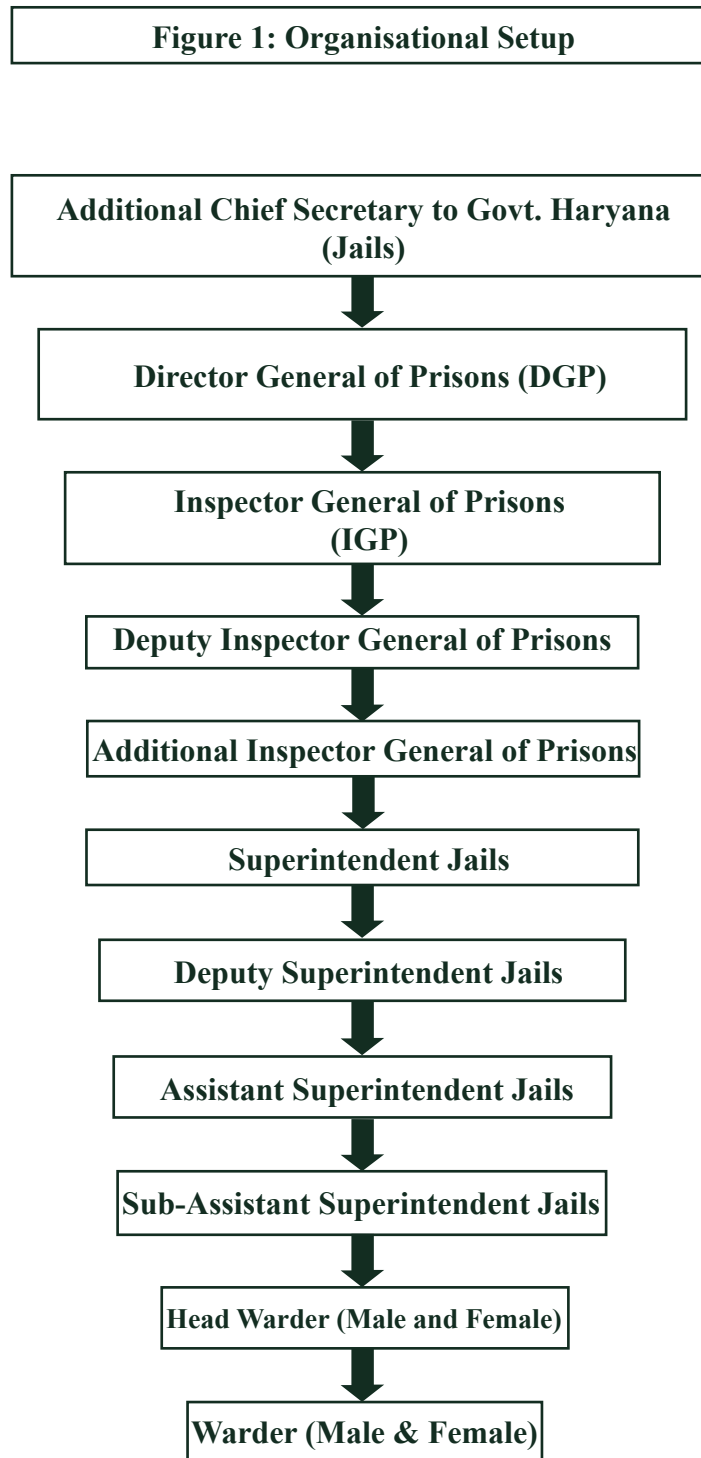 Figure 1: Organisational Setup
Additional Chief Secretary to Govt. Haryana
(Jails)
Director General of Prisons (DGP)
Inspector General of Prisons
(IGP)
Deputy Inspector General of Prisons
Additional Inspector General of Prisons
Superintendent Jails
Deputy Superintendent Jails
Assistant Superintendent Jails
Sub-Assistant Superintendent Jails
Head Warder (Male and Female)
Warder (Male & Female)